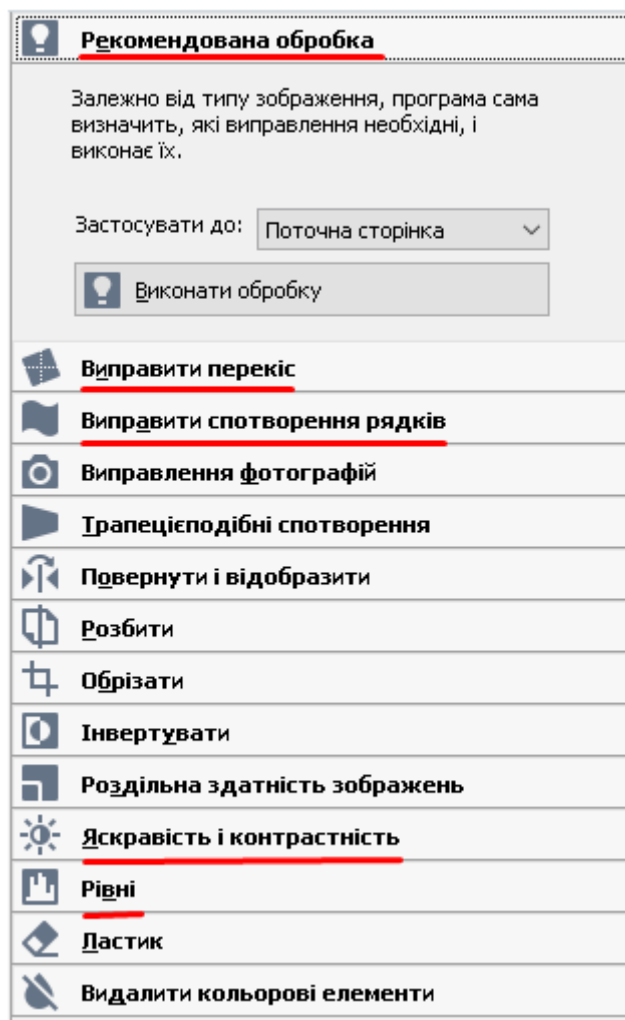 Рекомендована обробка
Залежно від типу зображення, програма сама
визначить, які виправлення необхідні, і
виконає їх.
Застосувати до: Поточна сторінка
Виконати обробку
Виправити перекіс
Виправити спотворення рядків
Виправлення фотографій
Трапецієподібні спотворення
Повернути і відобразити
Розбити
Обрізати
Інвертувати
Роздільна здатність зображень
Яскравість і контрастність
Рівні
Ластик
Видалити кольорові елементи